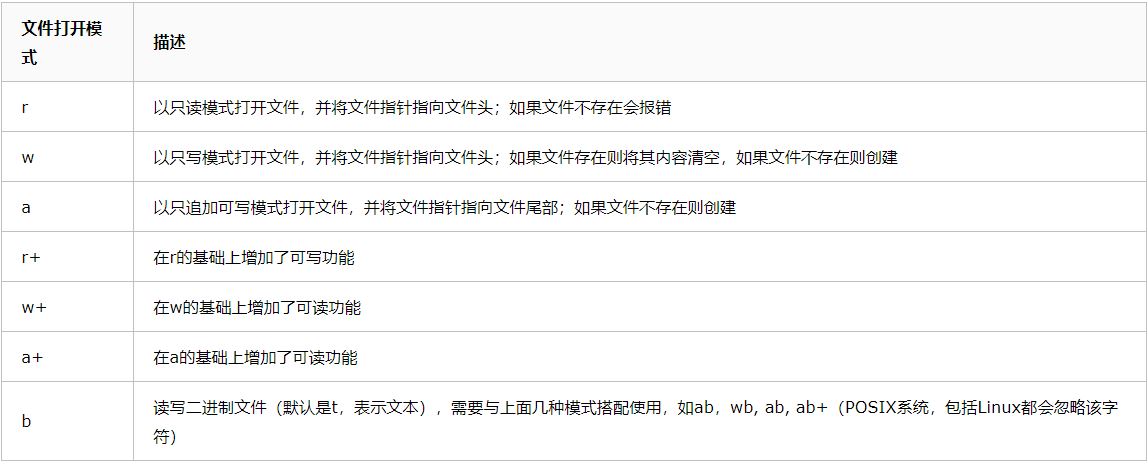 文件打开模
式
描述
r
以只读模式打开文件，并将文件指针指向文件头；如果文件不存在会报错
w
以只写模式打开文件，并将文件指针指向文件头；如果文件存在则将其内容清空，如果文件不存在则创建
a
以只追加可写模式打开文件，并将文件指针指向文件尾部；如果文件不存在则创建
r+
在r的基础上增加了可写功能
w+
在w的基础上增加了可读功能
a+
在a的基础上增加了可读功能
b
读写二进制文件（默认是t，表示文本），需要与上面几种模式搭配使用，如ab，wb, ab, ab+（POSIX系统，包括Linux都会忽略该字
符）